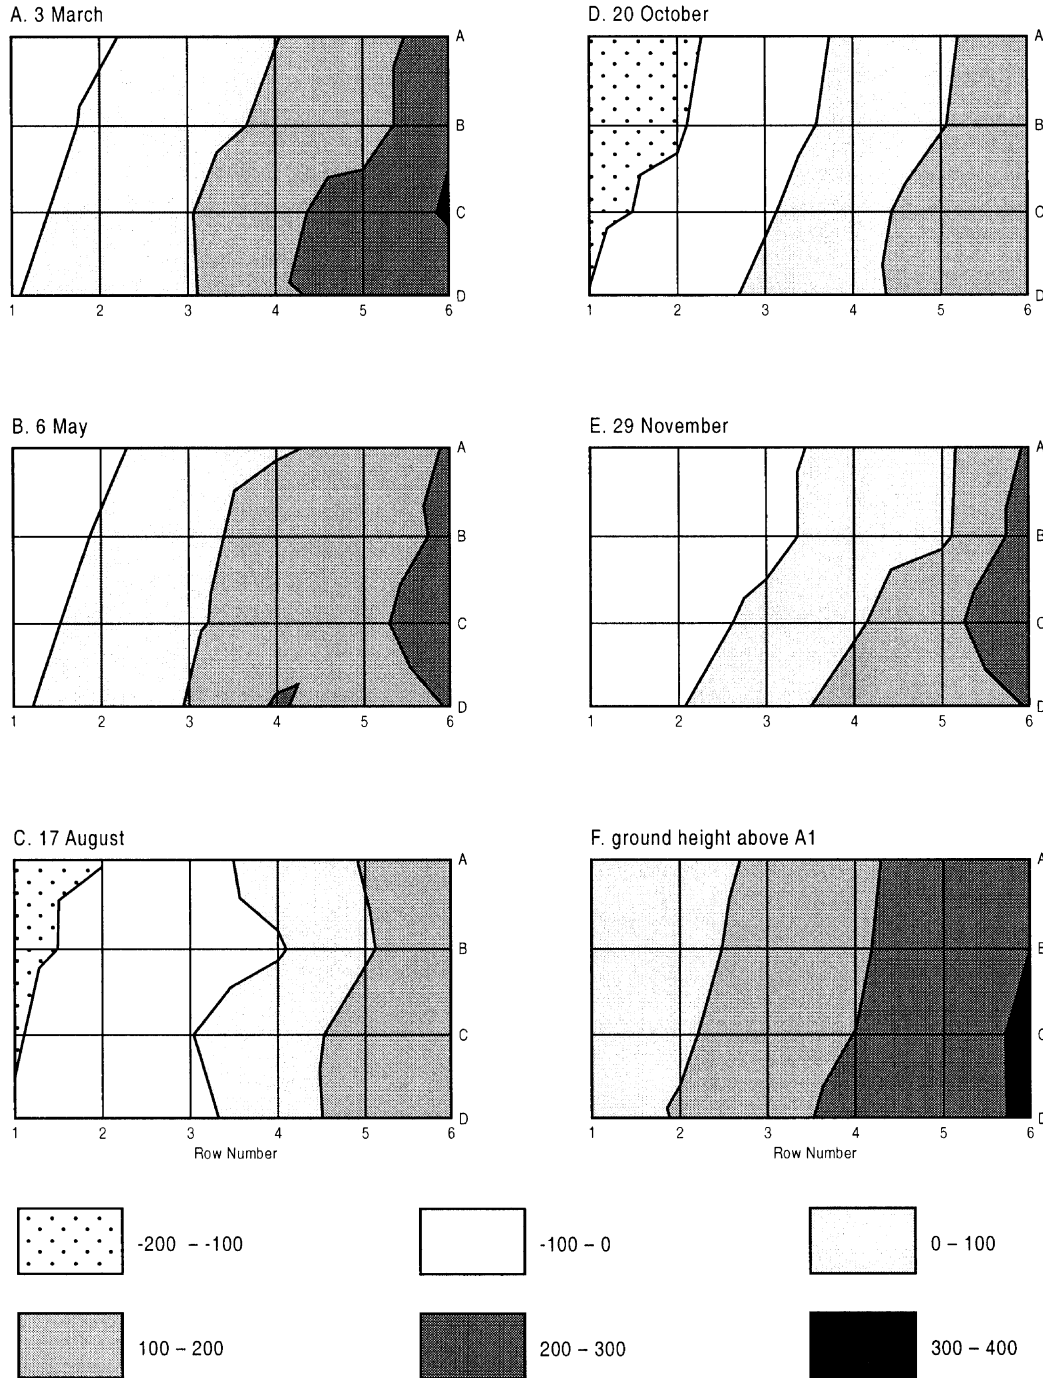 A. 3 March
A
B
C
D
1 2 3 4 5 6
D. 20 October
A
B
C
D
1 2 3 4 5 6
B. 6 May
A
B
C
D
1 2 3 4 5 6
E. 29 November
A
B
C
D
1 2 3 4 5 6
C. 17 August
A
B
C
D
1 2 3 4 5 6
Row Number
F. ground height above A1
A
B
C
D
1 2 3 4 5 6
Row Number
-200 – -100
-100 – 0
0 – 100
100 – 200
200 – 300
300 – 400